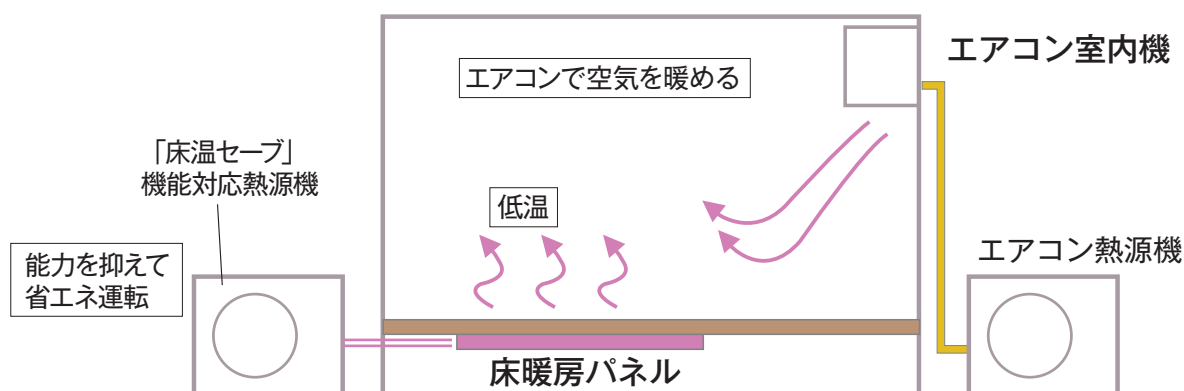 エアコン室内機
エアコンで空気を暖める
「床温セーブ」
機能対応熱源機
低温
能力を抑えて
省エネ運転
エアコン熱源機
床暖房パネル